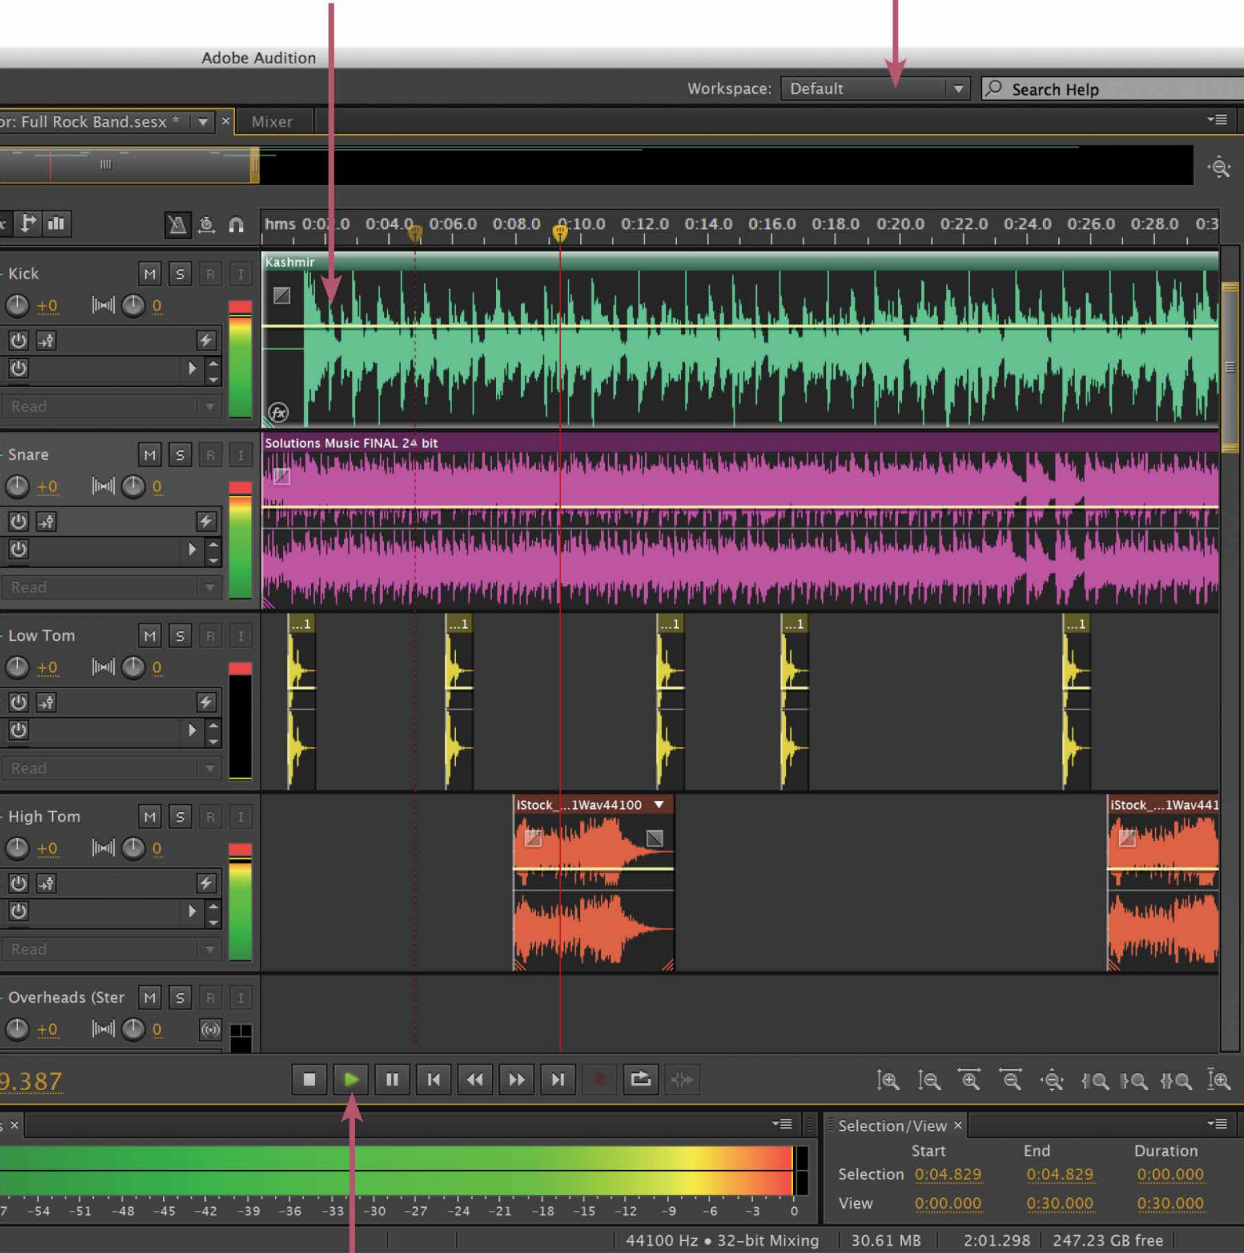 Adobe Audition
Workspace: Default Search Help
or: Full Rock Band.sesx * × Mixer
hms 0:02.0 0:04.0 0:06.0 0:08.0 0:10.0 0:12.0 0:14.0 0:16.0 0:18.0 0:20.0 0:22.0 0:24.0 0:26.0 0:28.0 0:3
Kashmir
Kick M S R I
+0 0
Read
fx
Solutions Music FINAL 24 bit
Snare M S R I
+0 0
Read
...1 ...1 ...1 ...1 ...1
Low Tom M S R I
+0 0
Read
iStock_...1Wav44100 iStock_...1Wav441
High Tom M S R I
+0 0
Read
Overheads (Ster M S R I
+0 0
9.387
s × Selection/View ×
Start End Duration
Selection 0:04.829 0:04.829 0:00.000
View 0:00.000 0:30.000 0:30.000
7 -54 -51 -48 -45 -42 -39 -36 -33 -30 -27 -24 -21 -18 -15 -12 -9 -6 -3 0
44100 Hz • 32-bit Mixing 30.61 MB 2:01.298 247.23 GB free